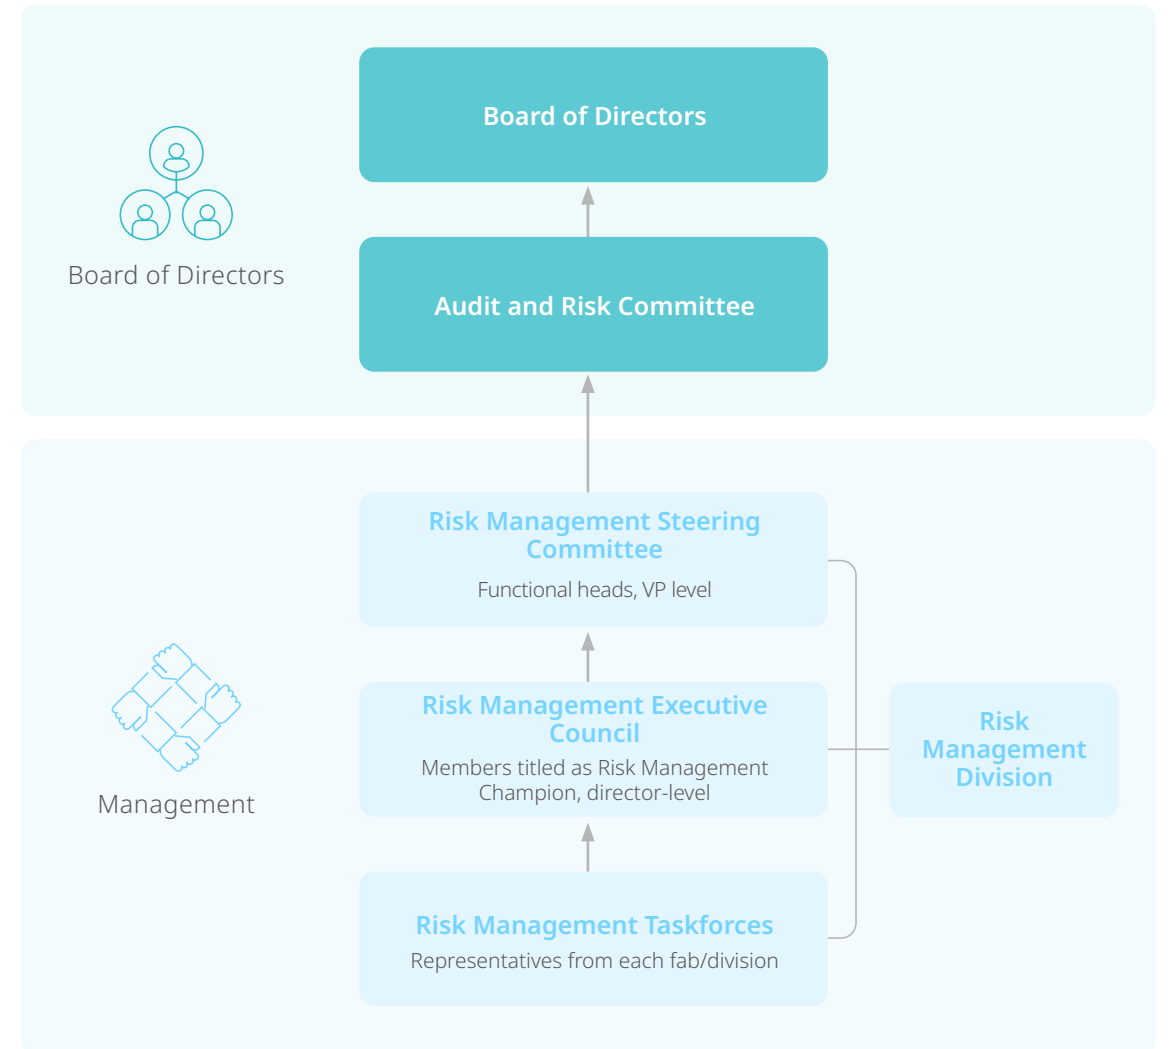 Board of Directors
Board of Directors
Audit and Risk Committee
Management
Risk Management Steering
Committee
Functional heads, VP level
Risk Management Executive
Council
Members titled as Risk Management
Champion, director-level
Risk Management Taskforces
Representatives from each fab/division
Risk
Management
Division